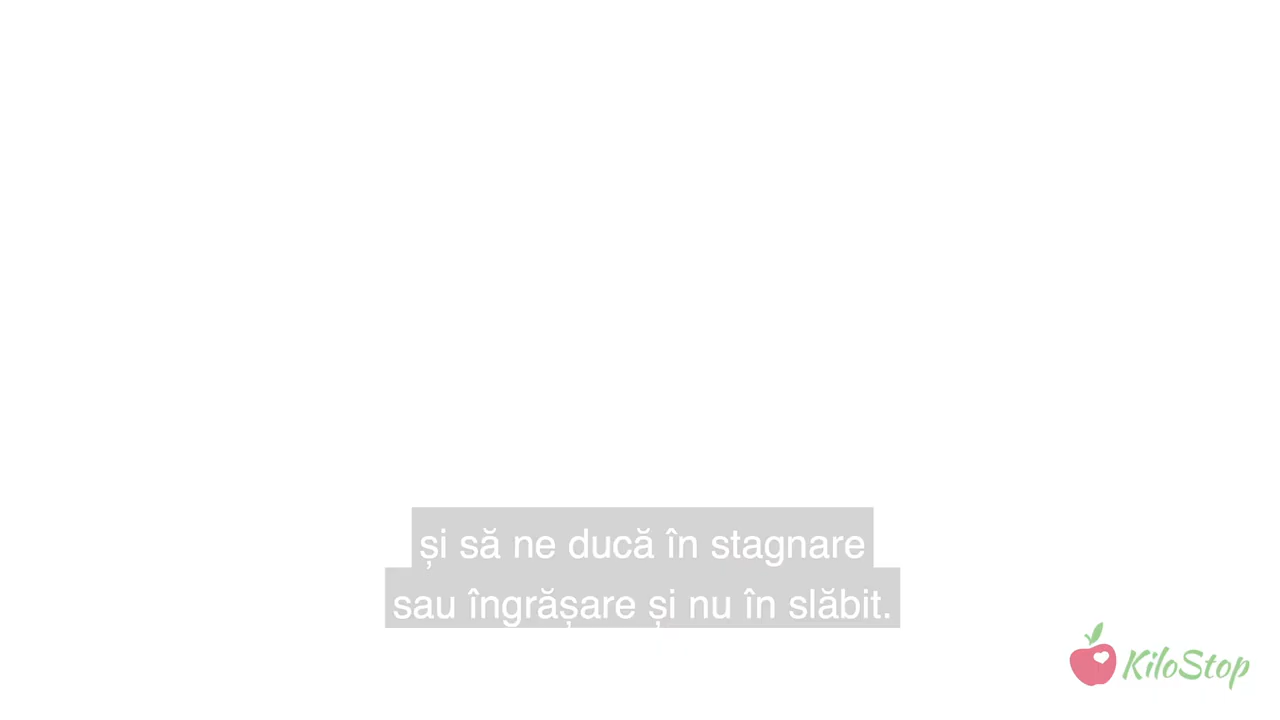 și să ne ducă în stagnare
sau îngrășare și nu în slăbit.
KiloStop